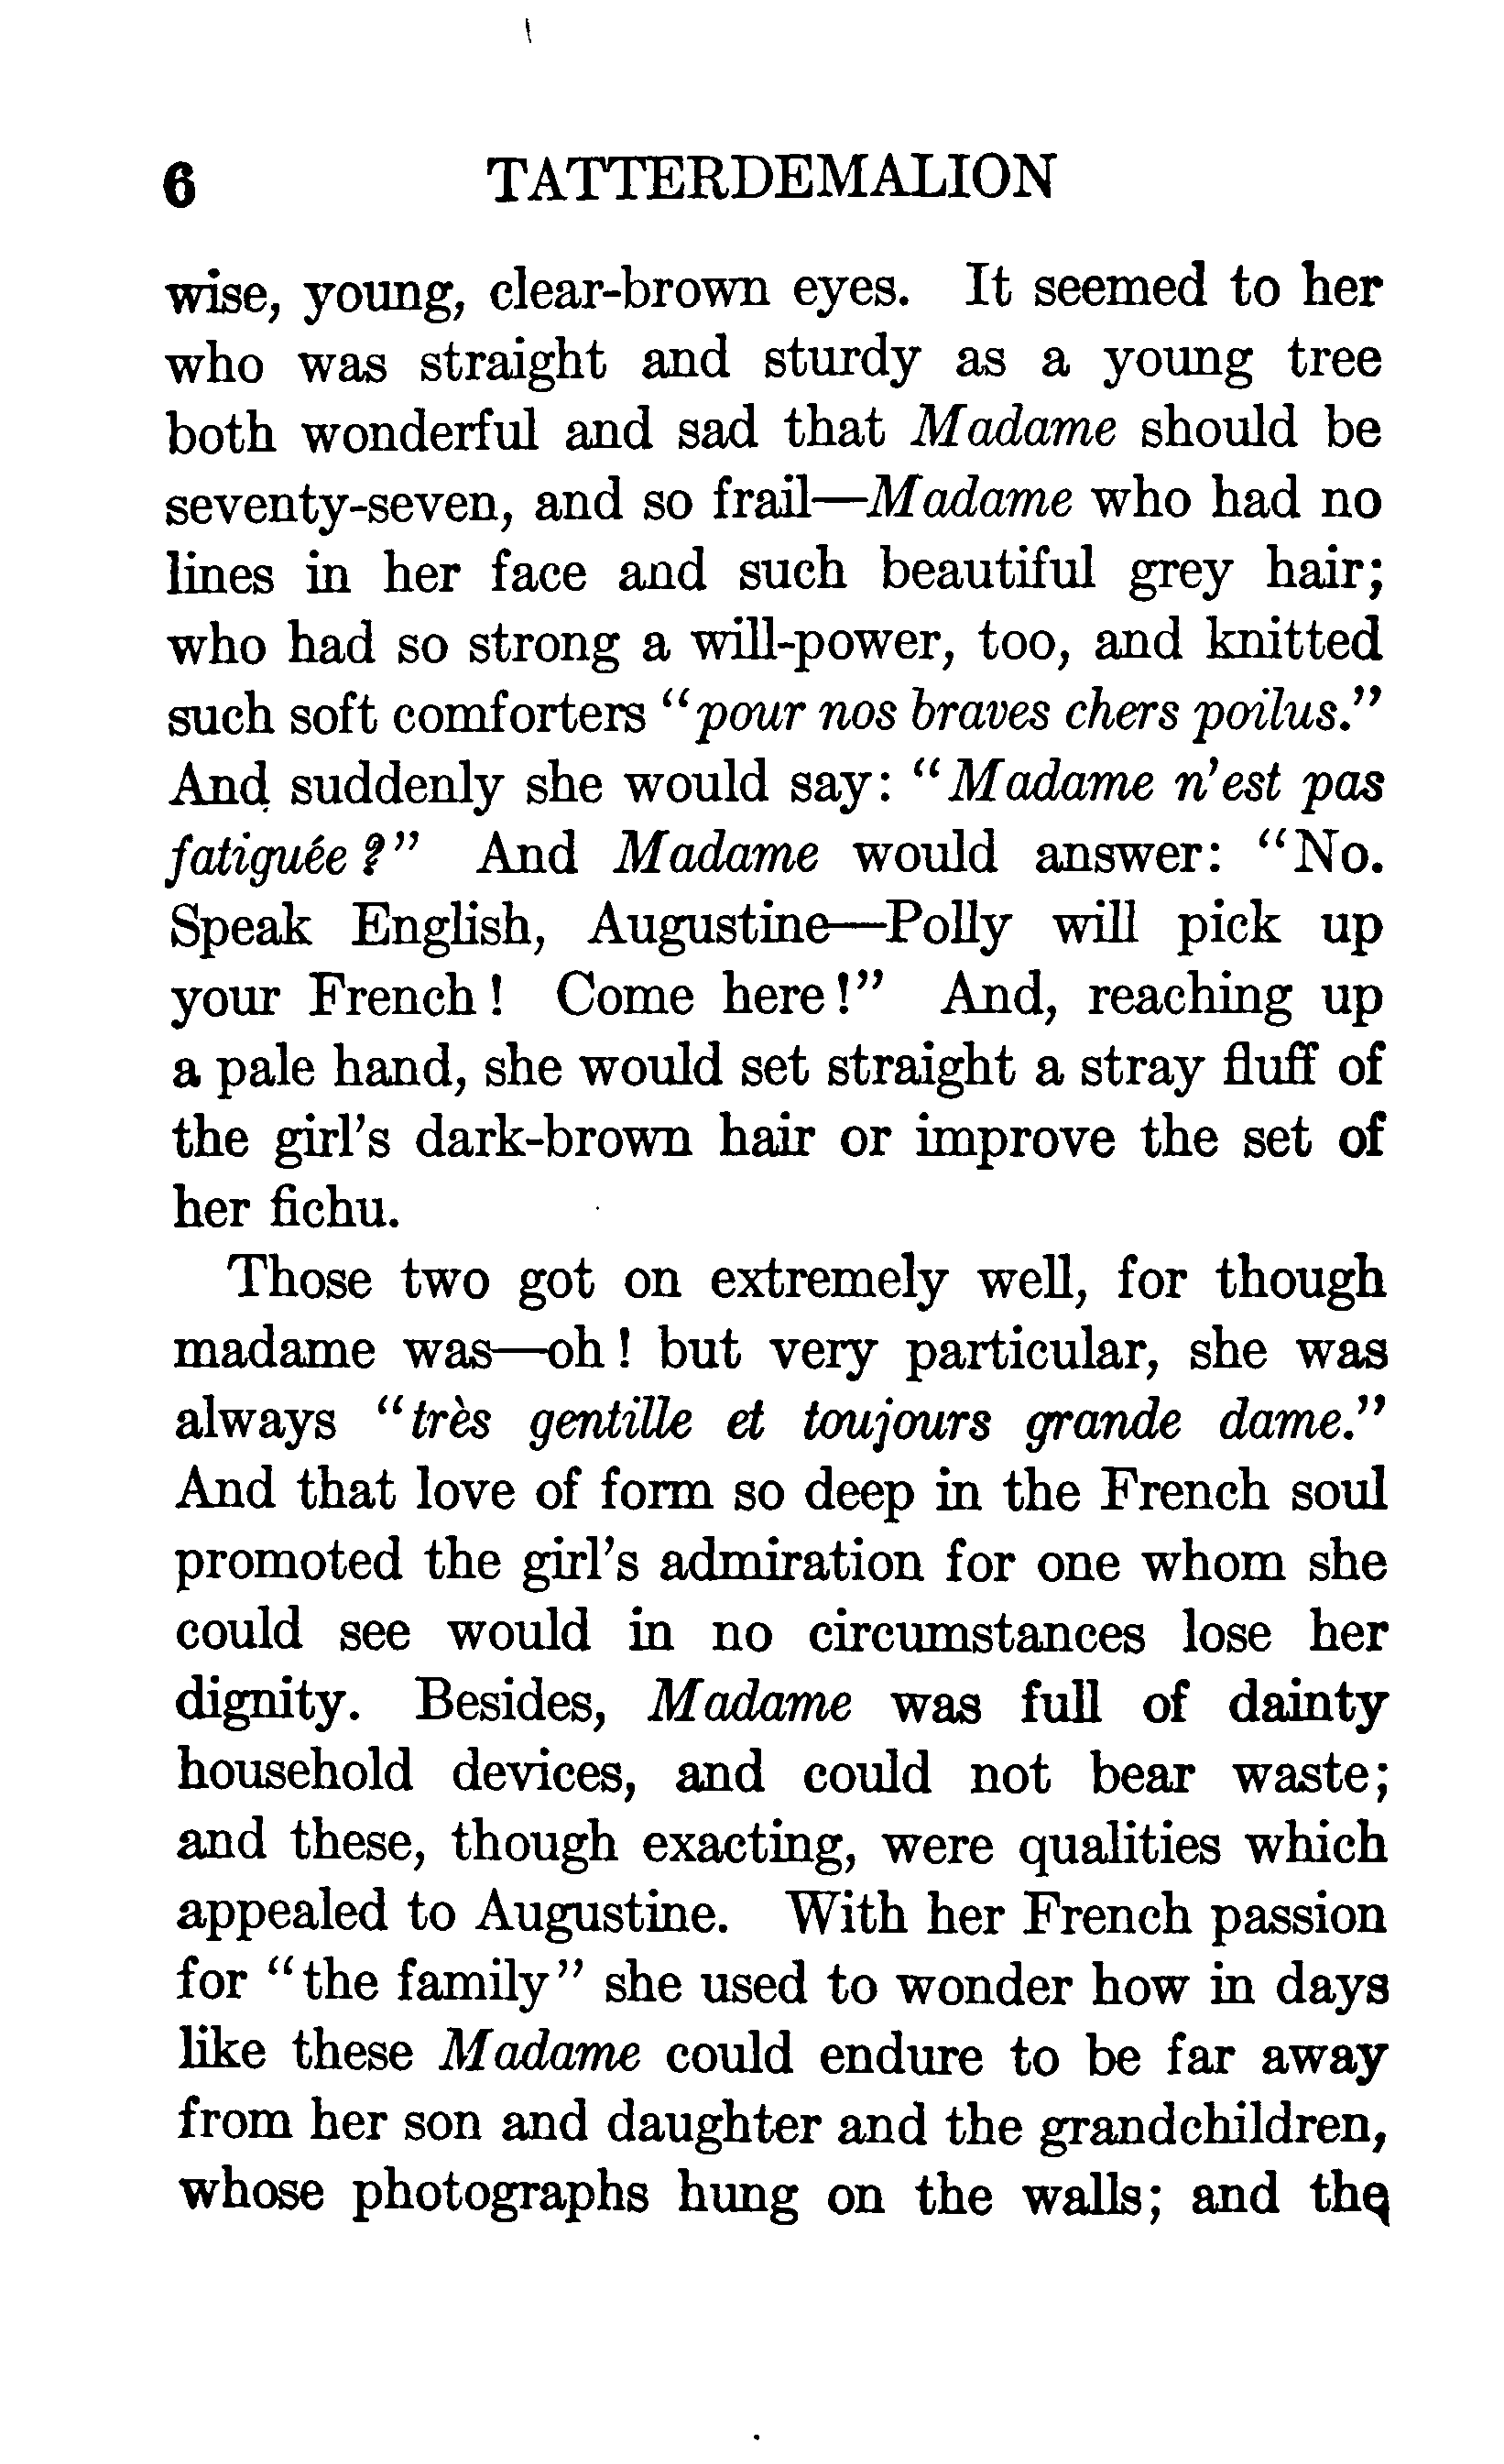 6 TATTERDEMALION
wise, young, clear-brown eyes. It seemed to her
who was straight and sturdy as a young tree
both wonderful and sad that Madame should be
seventy-seven, and so frail—Madame who had no
lines in her face and such beautiful grey hair;
who had so strong a will-power, too, and knitted
such soft comforters "pour nos braves chers poilus."
And suddenly she would say: "Madame n'est pas
fatiguée?" And Madame would answer: "No.
Speak English, Augustine—Polly will pick up
your French! Come here!" And, reaching up
a pale hand, she would set straight a stray fluff of
the girl's dark-brown hair or improve the set of
her fichu.
Those two got on extremely well, for though
madame was—oh! but very particular, she was
always "très gentille et toujours grande dame."
And that love of form so deep in the French soul
promoted the girl's admiration for one whom she
could see would in no circumstances lose her
dignity. Besides, Madame was full of dainty
household devices, and could not bear waste;
and these, though exacting, were qualities which
appealed to Augustine. With her French passion
for "the family" she used to wonder how in days
like these Madame could endure to be far away
from her son and daughter and the grandchildren,
whose photographs hung on the walls; and the